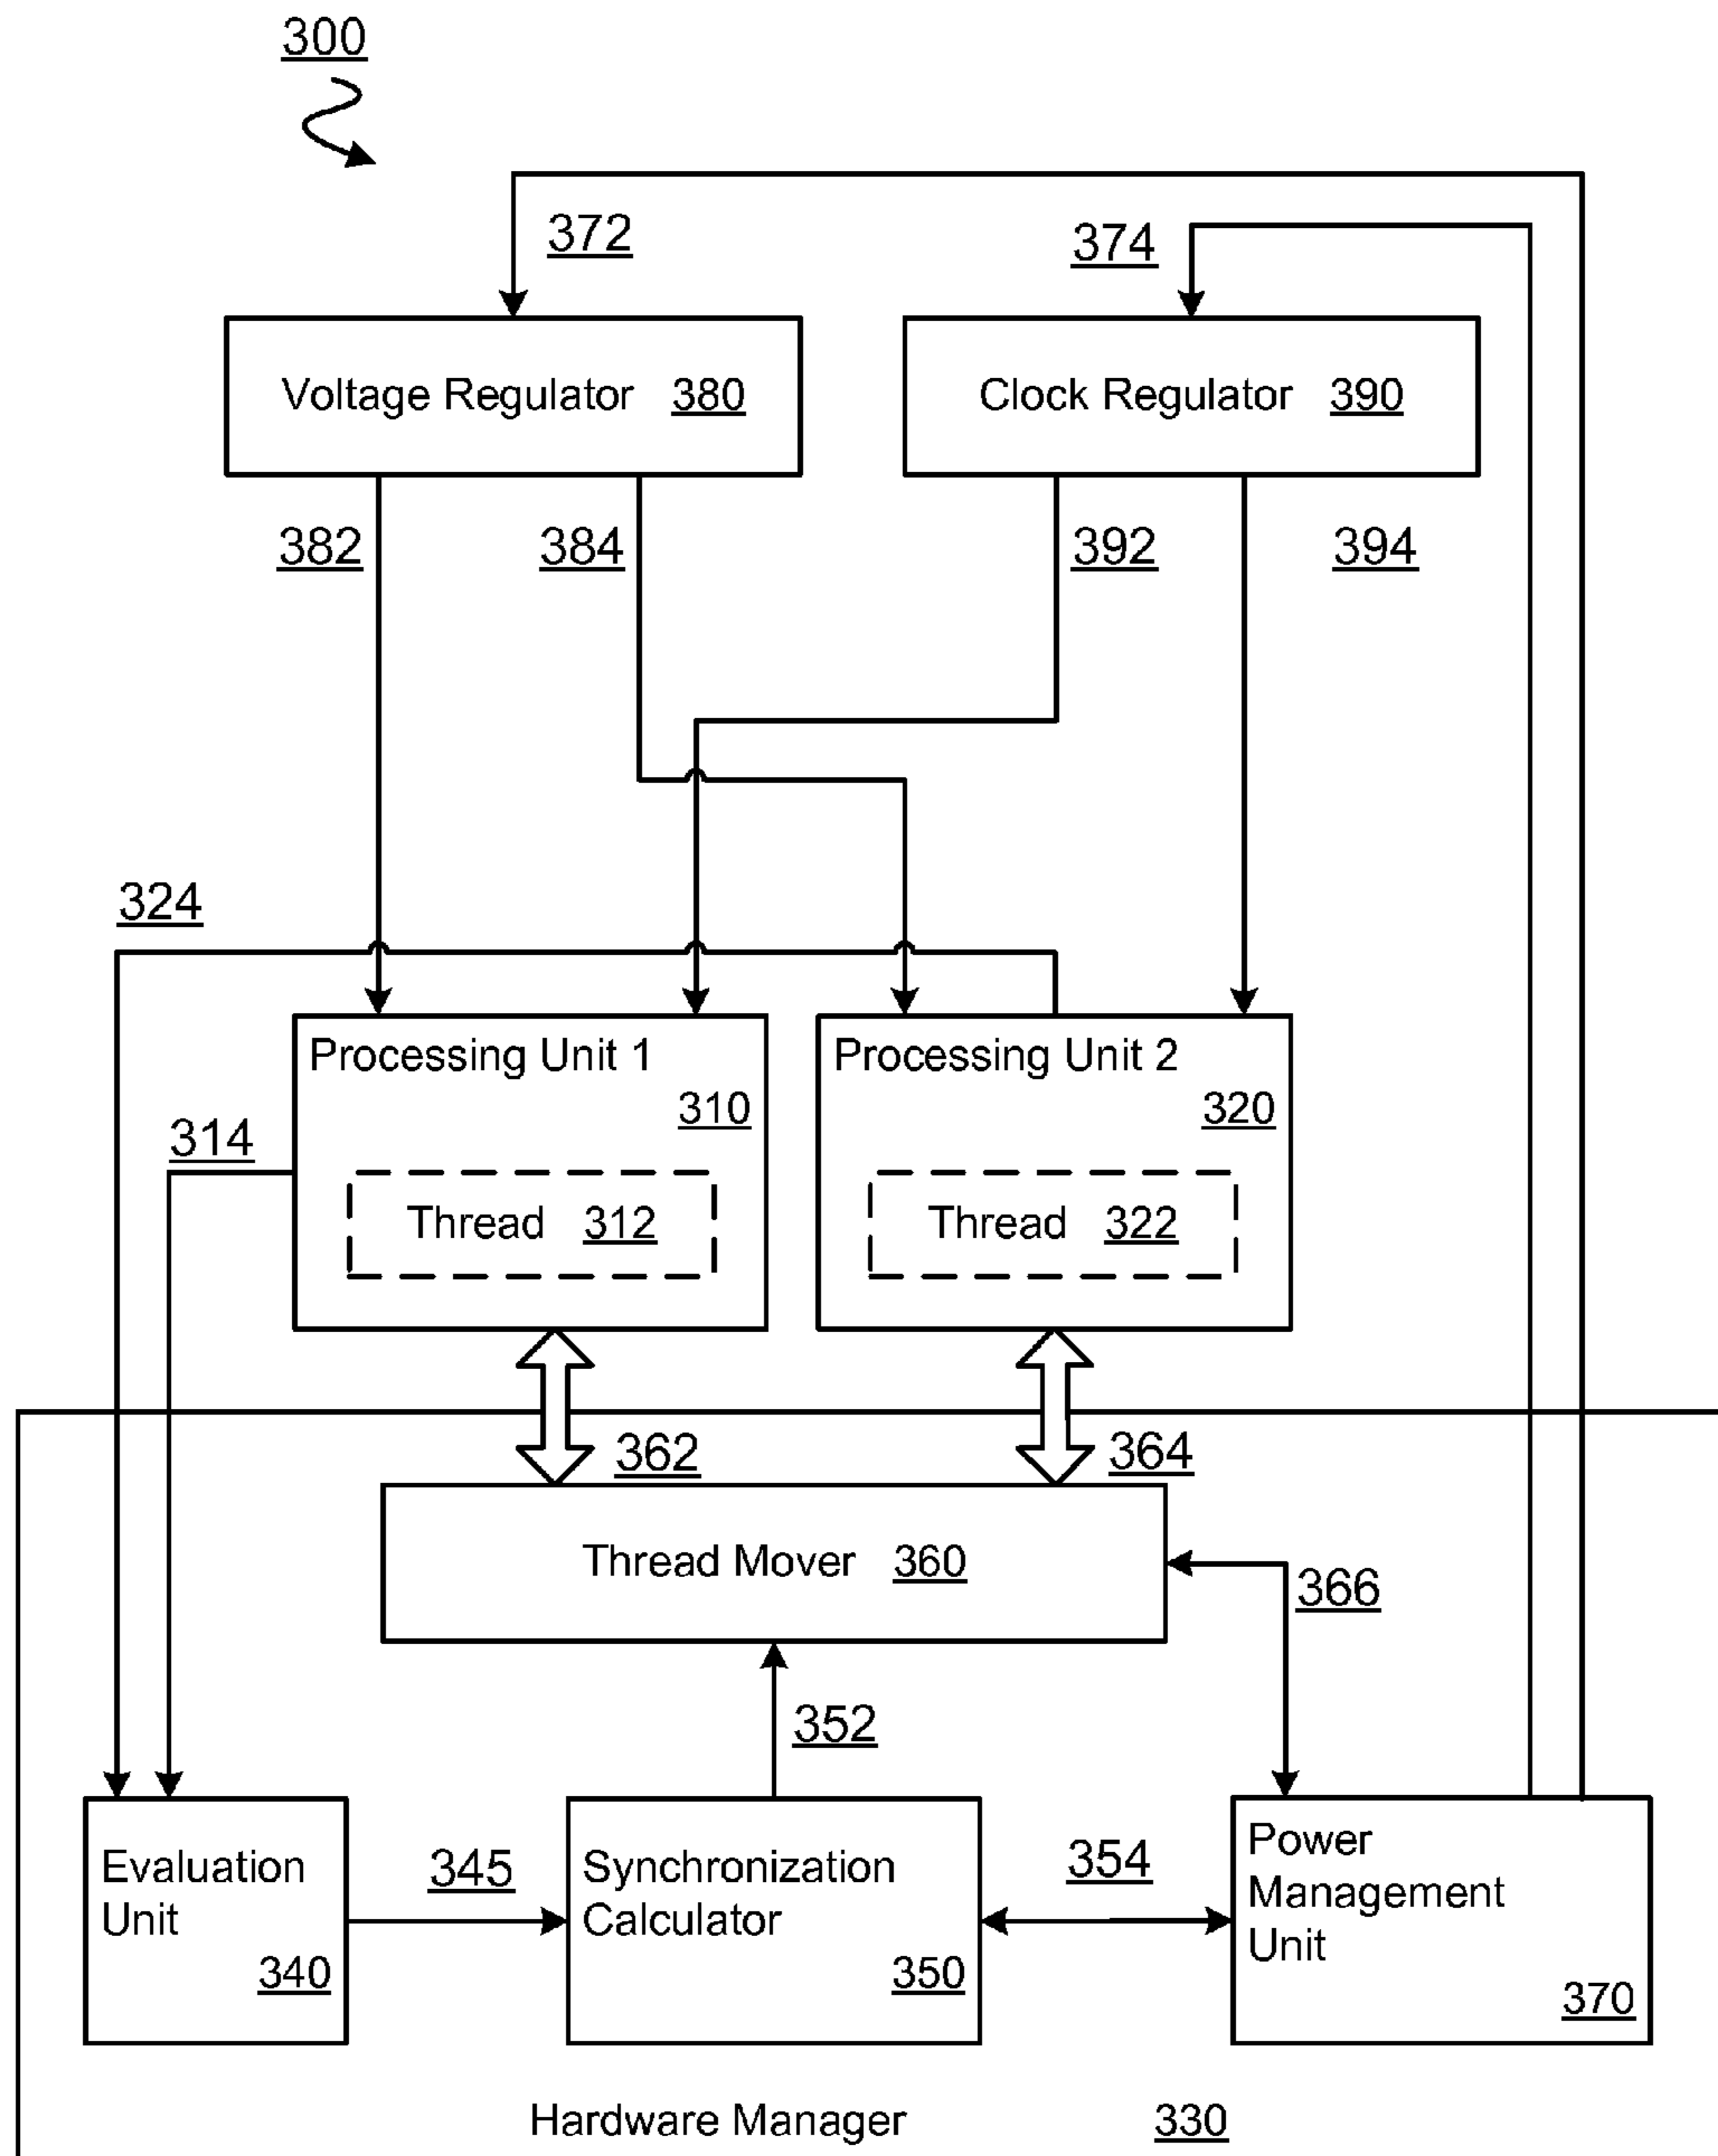 300
372
374
Voltage Regulator 380
Clock Regulator 390
382
384
392
394
324
Processing Unit 1
310
Processing Unit 2
320
314
Thread 312
Thread 322
362
364
Thread Mover 360
366
352
Evaluation
Unit
340
345
Synchronization
Calculator
350
354
Power
Management
Unit
370
Hardware Manager 330